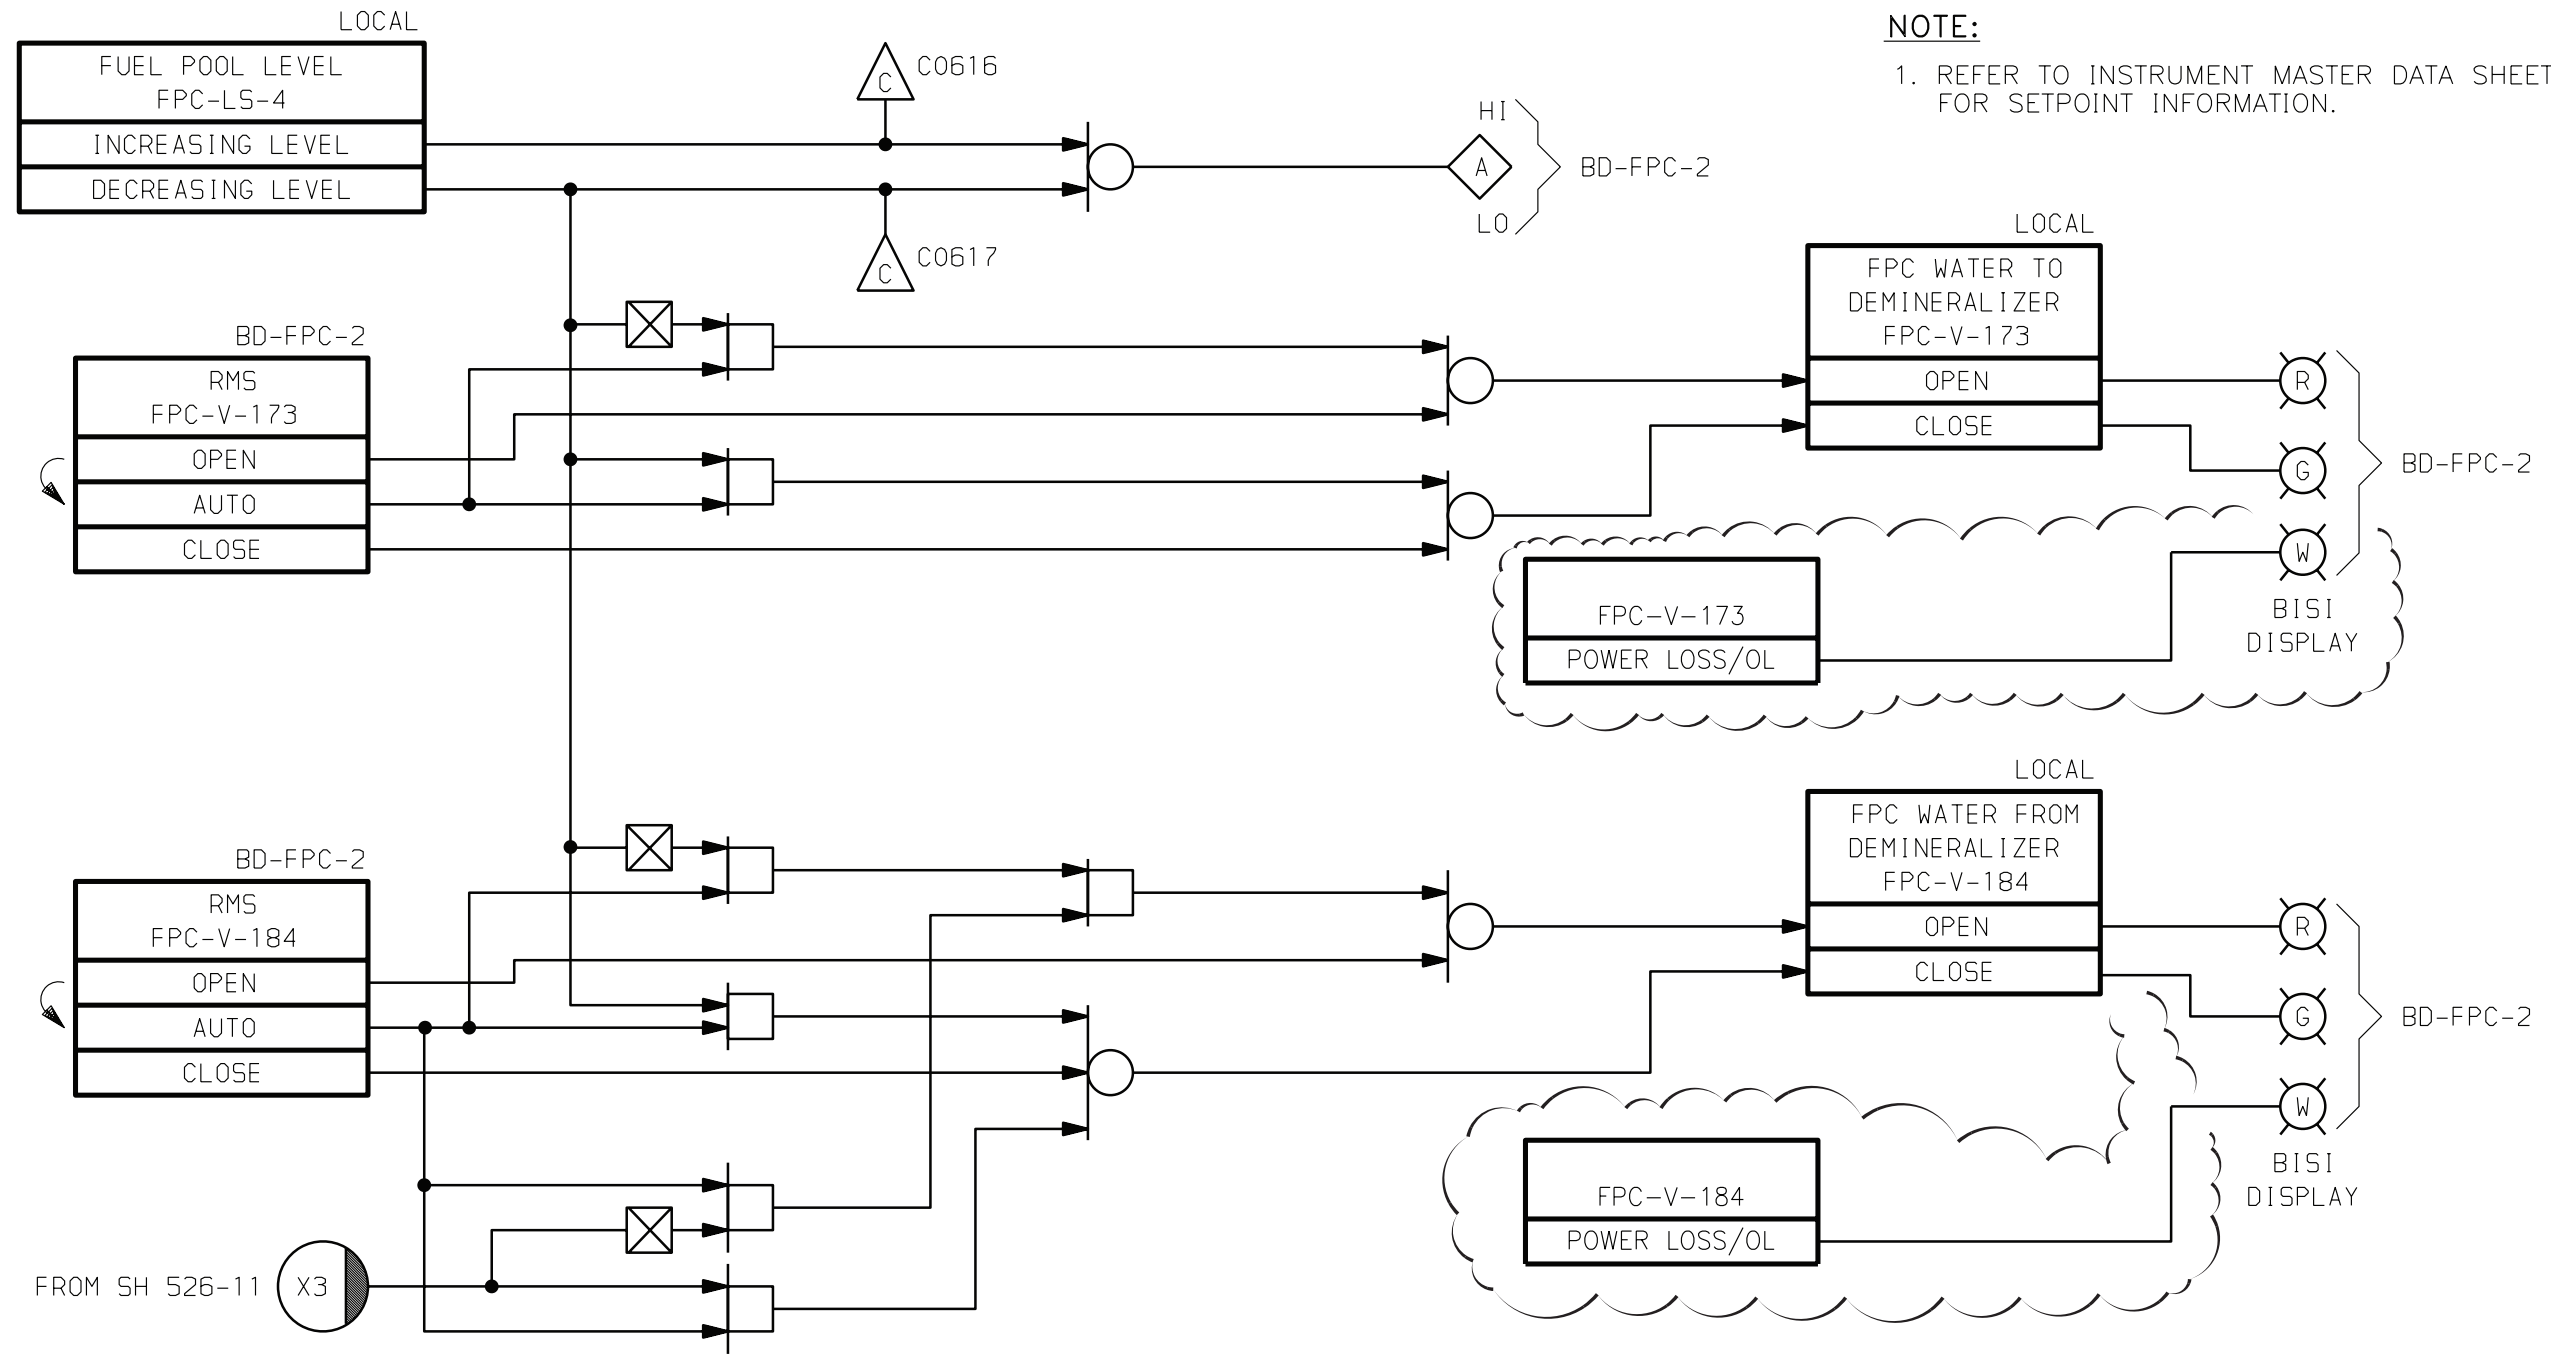 LOCAL
FUEL POOL LEVEL
FPC-LS-4
INCREASING LEVEL
DECREASING LEVEL
C
C0616
C
C0617
HI
A
LO
BD-FPC-2
NOTE:
1. REFER TO INSTRUMENT MASTER DATA SHEET
FOR SETPOINT INFORMATION.
BD-FPC-2
RMS
FPC-V-173
OPEN
AUTO
CLOSE
LOCAL
FPC WATER TO
DEMINERALIZER
FPC-V-173
OPEN
CLOSE
R
G
W
BD-FPC-2
BISI
DISPLAY
FPC-V-173
POWER LOSS/OL
BD-FPC-2
RMS
FPC-V-184
OPEN
AUTO
CLOSE
LOCAL
FPC WATER FROM
DEMINERALIZER
FPC-V-184
OPEN
CLOSE
R
G
W
BD-FPC-2
BISI
DISPLAY
FPC-V-184
POWER LOSS/OL
FROM SH 526-11
X3